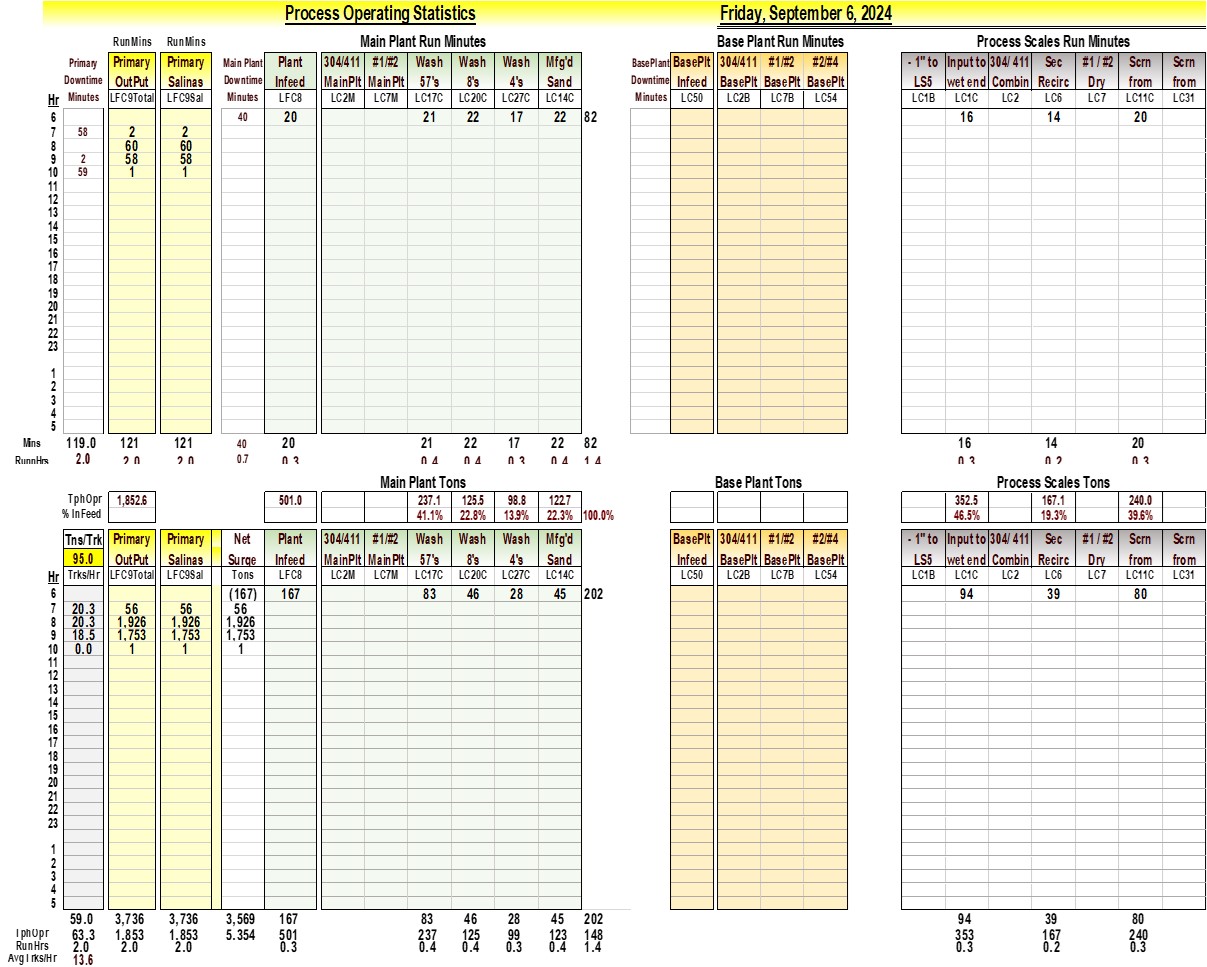 Process Operating Statistics Friday, September 6, 2024
RunMins RunMins Main Plant Run Minutes Base Plant Run Minutes Process Scales Run Minutes
Primary Primary Primary Main Plant Plant 304/411 #1/#2 Wash Wash Wash Mfg'd BasePlant BasePlt 304/411 #1/#2 #2/#4 - 1" to Input to 304/ 411 Sec #1 / #2 Scrn Scrn
Downtime OutPut Salinas Downtime Infeed MainPlt MainPlt 57's 8's 4's Sand Downtime Infeed BasePlt BasePlt BasePlt LS5 wet end Combin Recirc Dry from from
Hr Minutes LFC9Total LFC9Sal Minutes LFC8 LC2M LC7M LC17C LC20C LC27C LC14C Minutes LC50 LC2B LC7B LC54 LC1B LC1C LC2 LC6 LC7 LC11C LC31
6 40 20 21 22 17 22 82 16 14 20
7 58 2 2
8 60 60
9 2 58 58
10 59 1 1
11
12
13
14
15
16
17
18
19
20
21
22
23
1
2
3
4
5
Mins 119.0 121 121 40 20 21 22 17 22 82 16 14 20
RunnHrs 2.0 2.0 2.0 0.7 0.3 0.4 0.4 0.3 0.4 1.4 0.3 0.2 0.3
Main Plant Tons Base Plant Tons Process Scales Tons
TphOpr 1,852.6 501.0 237.1 125.5 98.8 122.7 352.5 167.1 240.0
% InFeed 41.1% 22.8% 13.9% 22.3% 100.0% 46.5% 19.3% 39.6%
Tns/Trk Primary Primary Net Plant 304/411 #1/#2 Wash Wash Wash Mfg'd BasePlt 304/411 #1/#2 #2/#4 - 1" to Input to 304/ 411 Sec #1 / #2 Scrn Scrn
95.0 OutPut Salinas Surge Infeed MainPlt MainPlt 57's 8's 4's Sand Infeed BasePlt BasePlt BasePlt LS5 wet end Combin Recirc Dry from from
Hr Trks/Hr LFC9Total LFC9Sal Tons LFC8 LC2M LC7M LC17C LC20C LC27C LC14C LC50 LC2B LC7B LC54 LC1B LC1C LC2 LC6 LC7 LC11C LC31
6 (167) 167 83 46 28 45 202 94 39 80
7 20.3 56 56 56
8 20.3 1,926 1,926 1,926
9 18.5 1,753 1,753 1,753
10 0.0 1 1 1
11
12
13
14
15
16
17
18
19
20
21
22
23
1
2
3
4
5
59.0 3,736 3,736 3,569 167 83 46 28 45 202 94 39 80
TphOpr 63.3 1,853 1,853 5,354 501 237 125 99 123 148 353 167 240
RunHrs 2.0 2.0 2.0 0.3 0.4 0.4 0.3 0.4 1.4 0.3 0.2 0.3
AvgTrks/Hr 13.6